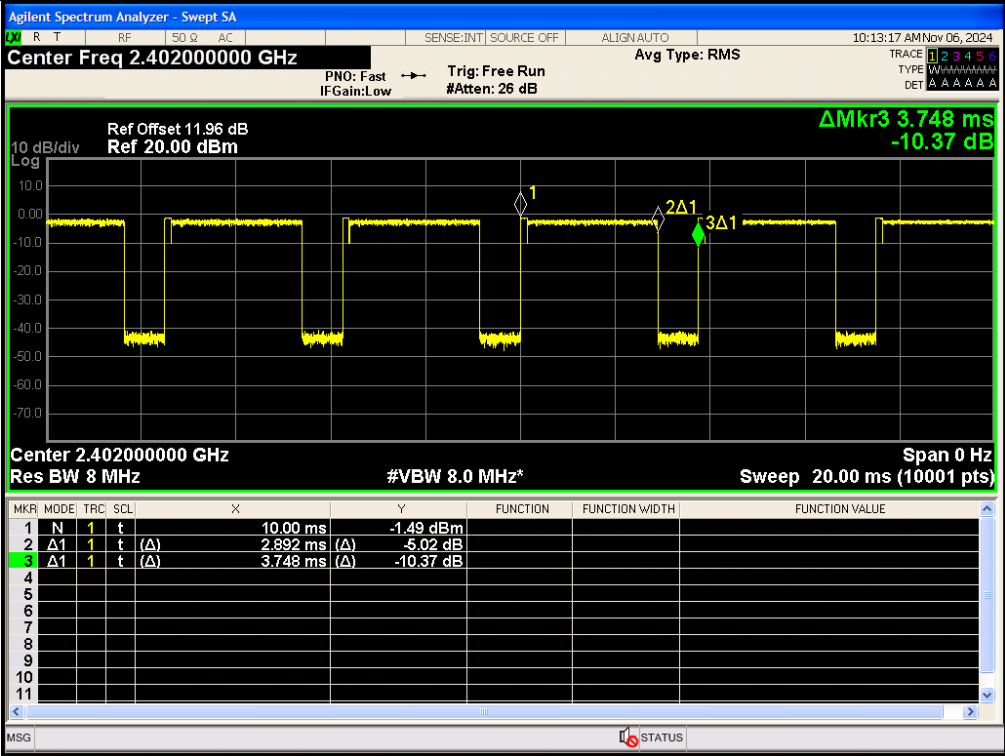 Agilent Spectrum Analyzer - Swept SA
LXI R T RF 50 Ω AC SENSE:INT SOURCE OFF ALIGN AUTO 10:13:17 AM Nov 06, 2024
Center Freq 2.402000000 GHz
Avg Type: RMS
TRACE 1 2 3 4 5 6
PNO: Fast Trig: Free Run
TYPE W
IFGain:Low #Atten: 26 dB
DET A A A A A A
ΔMkr3 3.748 ms
-10.37 dB
Ref Offset 11.96 dB
10 dB/div Ref 20.00 dBm
Log
10.0
0.00
-10.0
-20.0
-30.0
-40.0
-50.0
-60.0
-70.0
1
2Δ1
3Δ1
Center 2.402000000 GHz Span 0 Hz
Res BW 8 MHz #VBW 8.0 MHz* Sweep 20.00 ms (10001 pts)
MKR MODE TRC SCL X Y FUNCTION FUNCTION WIDTH FUNCTION VALUE
1 N 1 t 10.00 ms -1.49 dBm
2 Δ1 1 t (Δ) 2.892 ms (Δ) -5.02 dB
3 Δ1 1 t (Δ) 3.748 ms (Δ) -10.37 dB
4
5
6
7
8
9
10
11
MSG STATUS